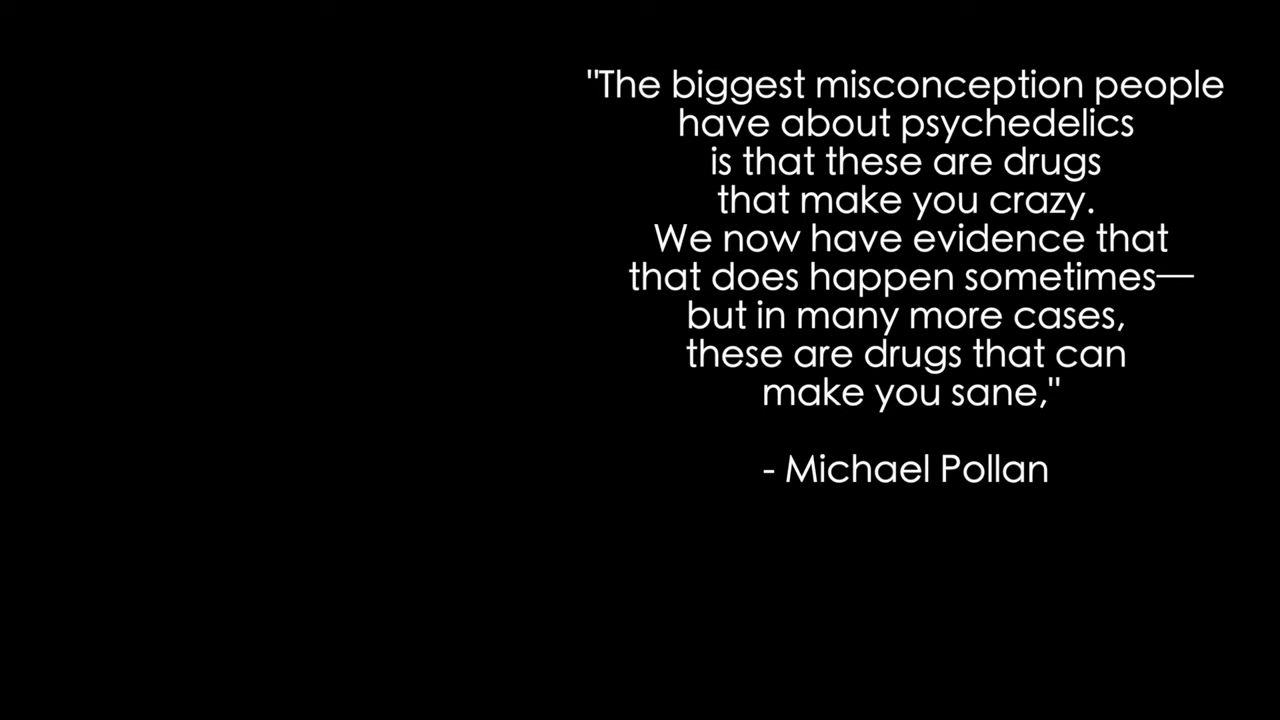 "The biggest misconception people
have about psychedelics
is that these are drugs
that make you crazy.
We now have evidence that
that does happen sometimes—
but in many more cases,
these are drugs that can
make you sane,"
- Michael Pollan